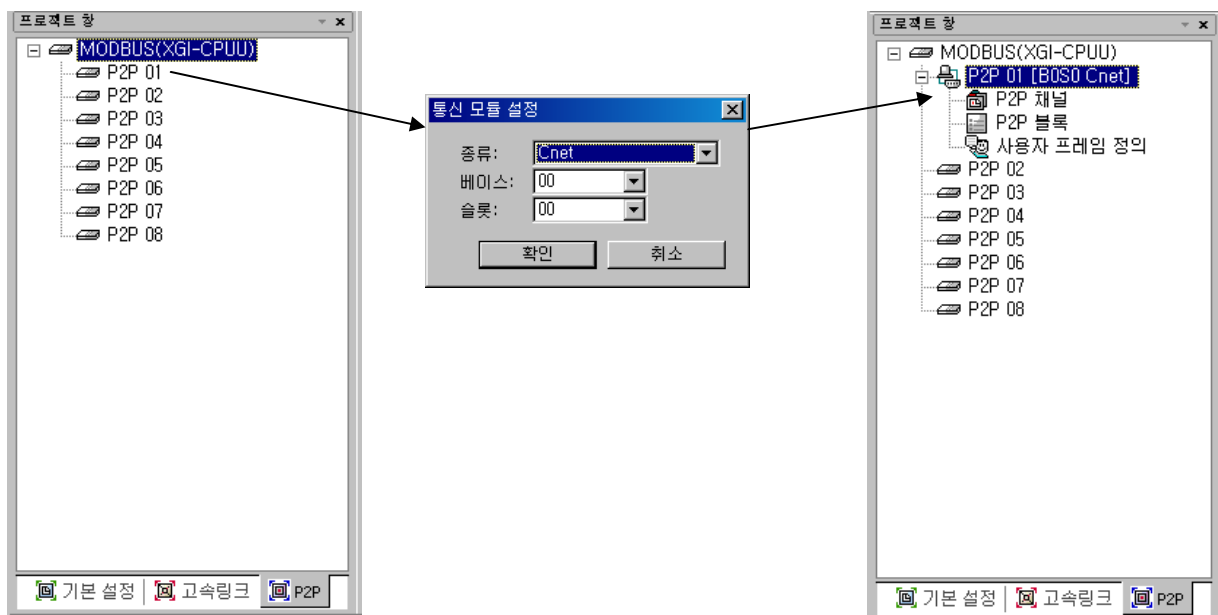 프로젝트 창
MODBUS(XGI-CPUU)
P2P 01
P2P 02
P2P 03
P2P 04
P2P 05
P2P 06
P2P 07
P2P 08
기본 설정
고속링크
P2P
통신 모듈 설정
종류: Cnet
베이스: 00
슬롯: 00
확인
취소
프로젝트 창
MODBUS(XGI-CPUU)
P2P 01 [B0S0 Cnet]
P2P 채널
P2P 블록
사용자 프레임 정의
P2P 02
P2P 03
P2P 04
P2P 05
P2P 06
P2P 07
P2P 08
기본 설정
고속링크
P2P